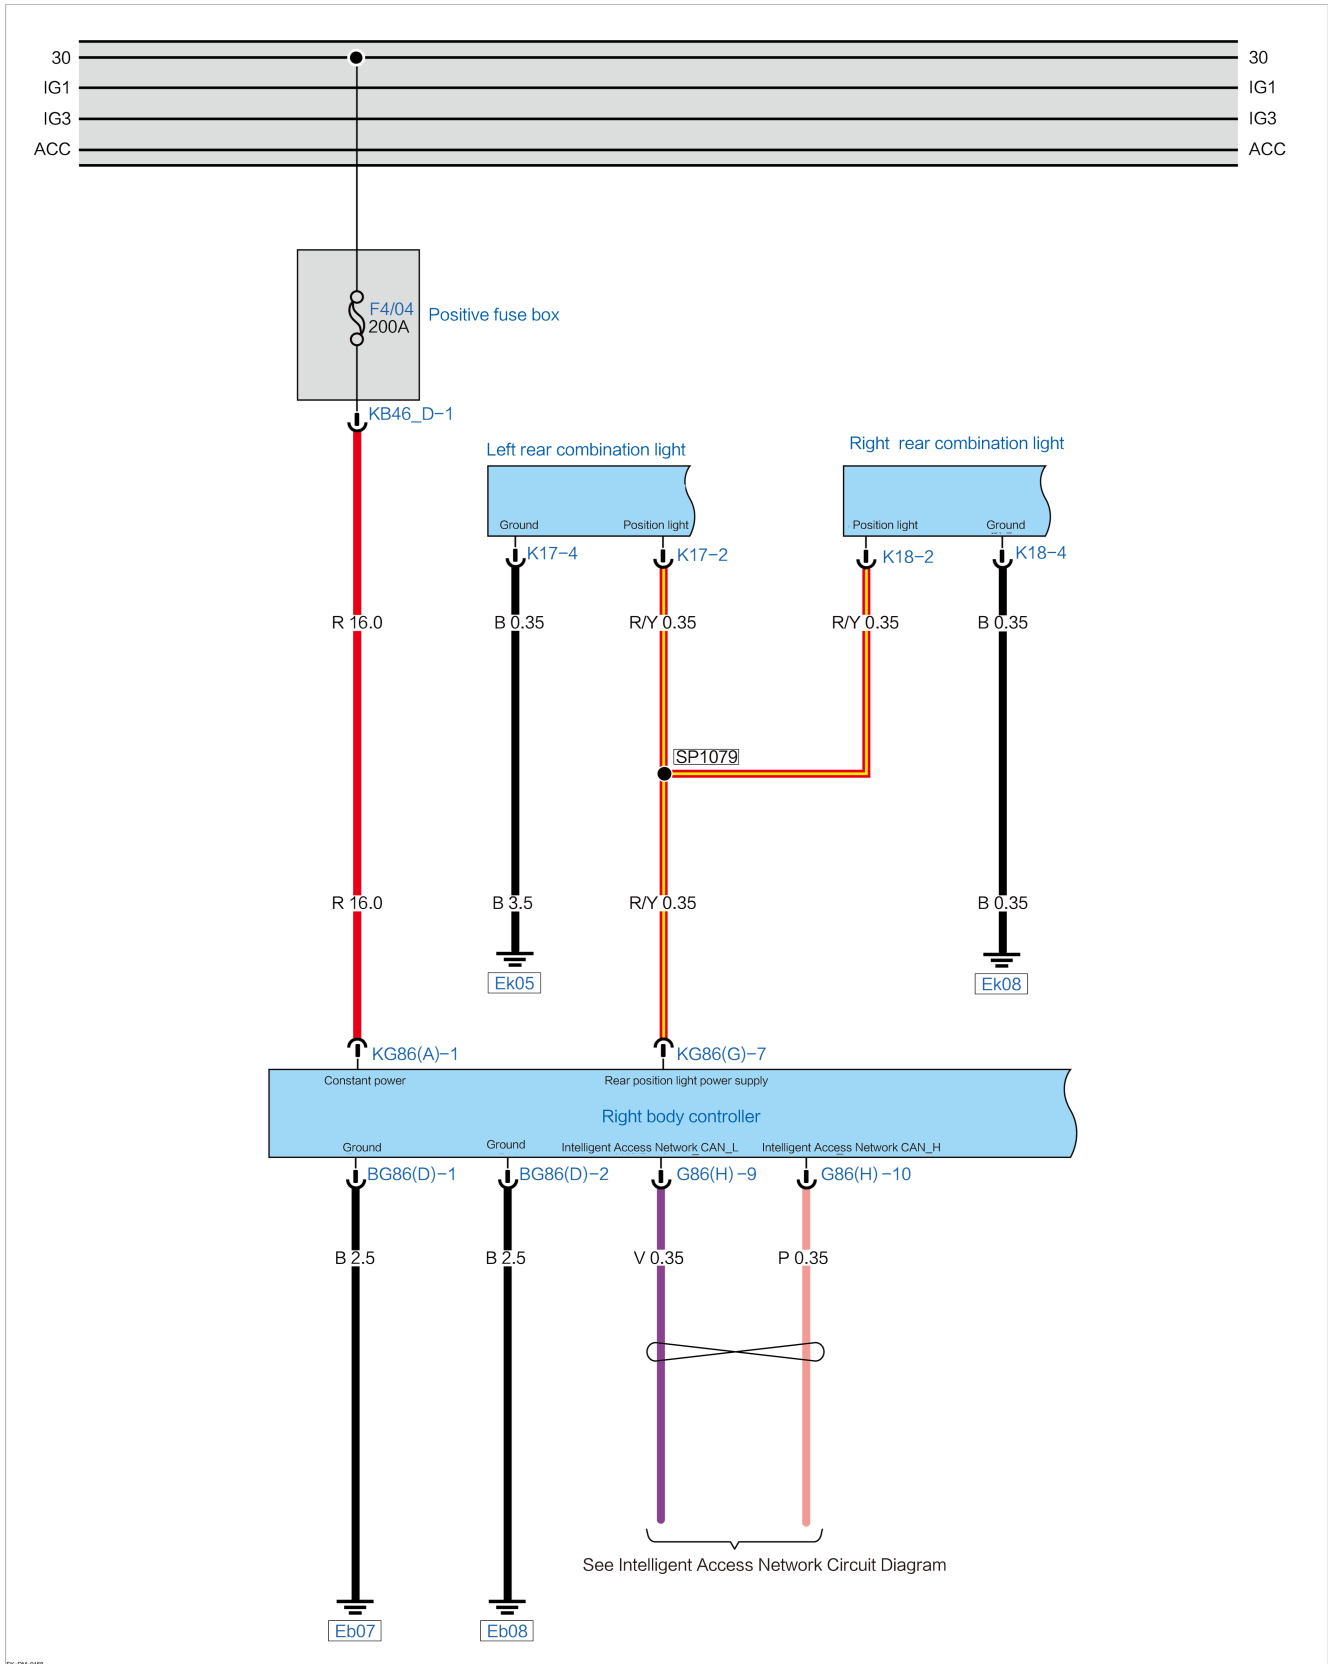 30 30
IG1 IG1
IG3 IG3
ACC ACC
F4/04
200A
Positive fuse box
KB46_D-1
Left rear combination light
Right rear combination light
Ground Position light
Position light Ground
K17-4 K17-2 K18-2 K18-4
R 16.0 B 0.35 R/Y 0.35 R/Y 0.35 B 0.35
SP1079
R 16.0 B 3.5 R/Y 0.35 B 0.35
Ek05 Ek08
KG86(A)-1 KG86(G)-7
Constant power Rear position light power supply
Right body controller
Ground Ground Intelligent Access Network CAN_L Intelligent Access Network CAN_H
BG86(D)-1 BG86(D)-2 G86(H)-9 G86(H)-10
B 2.5 B 2.5 V 0.35 P 0.35
See Intelligent Access Network Circuit Diagram
Eb07 Eb08